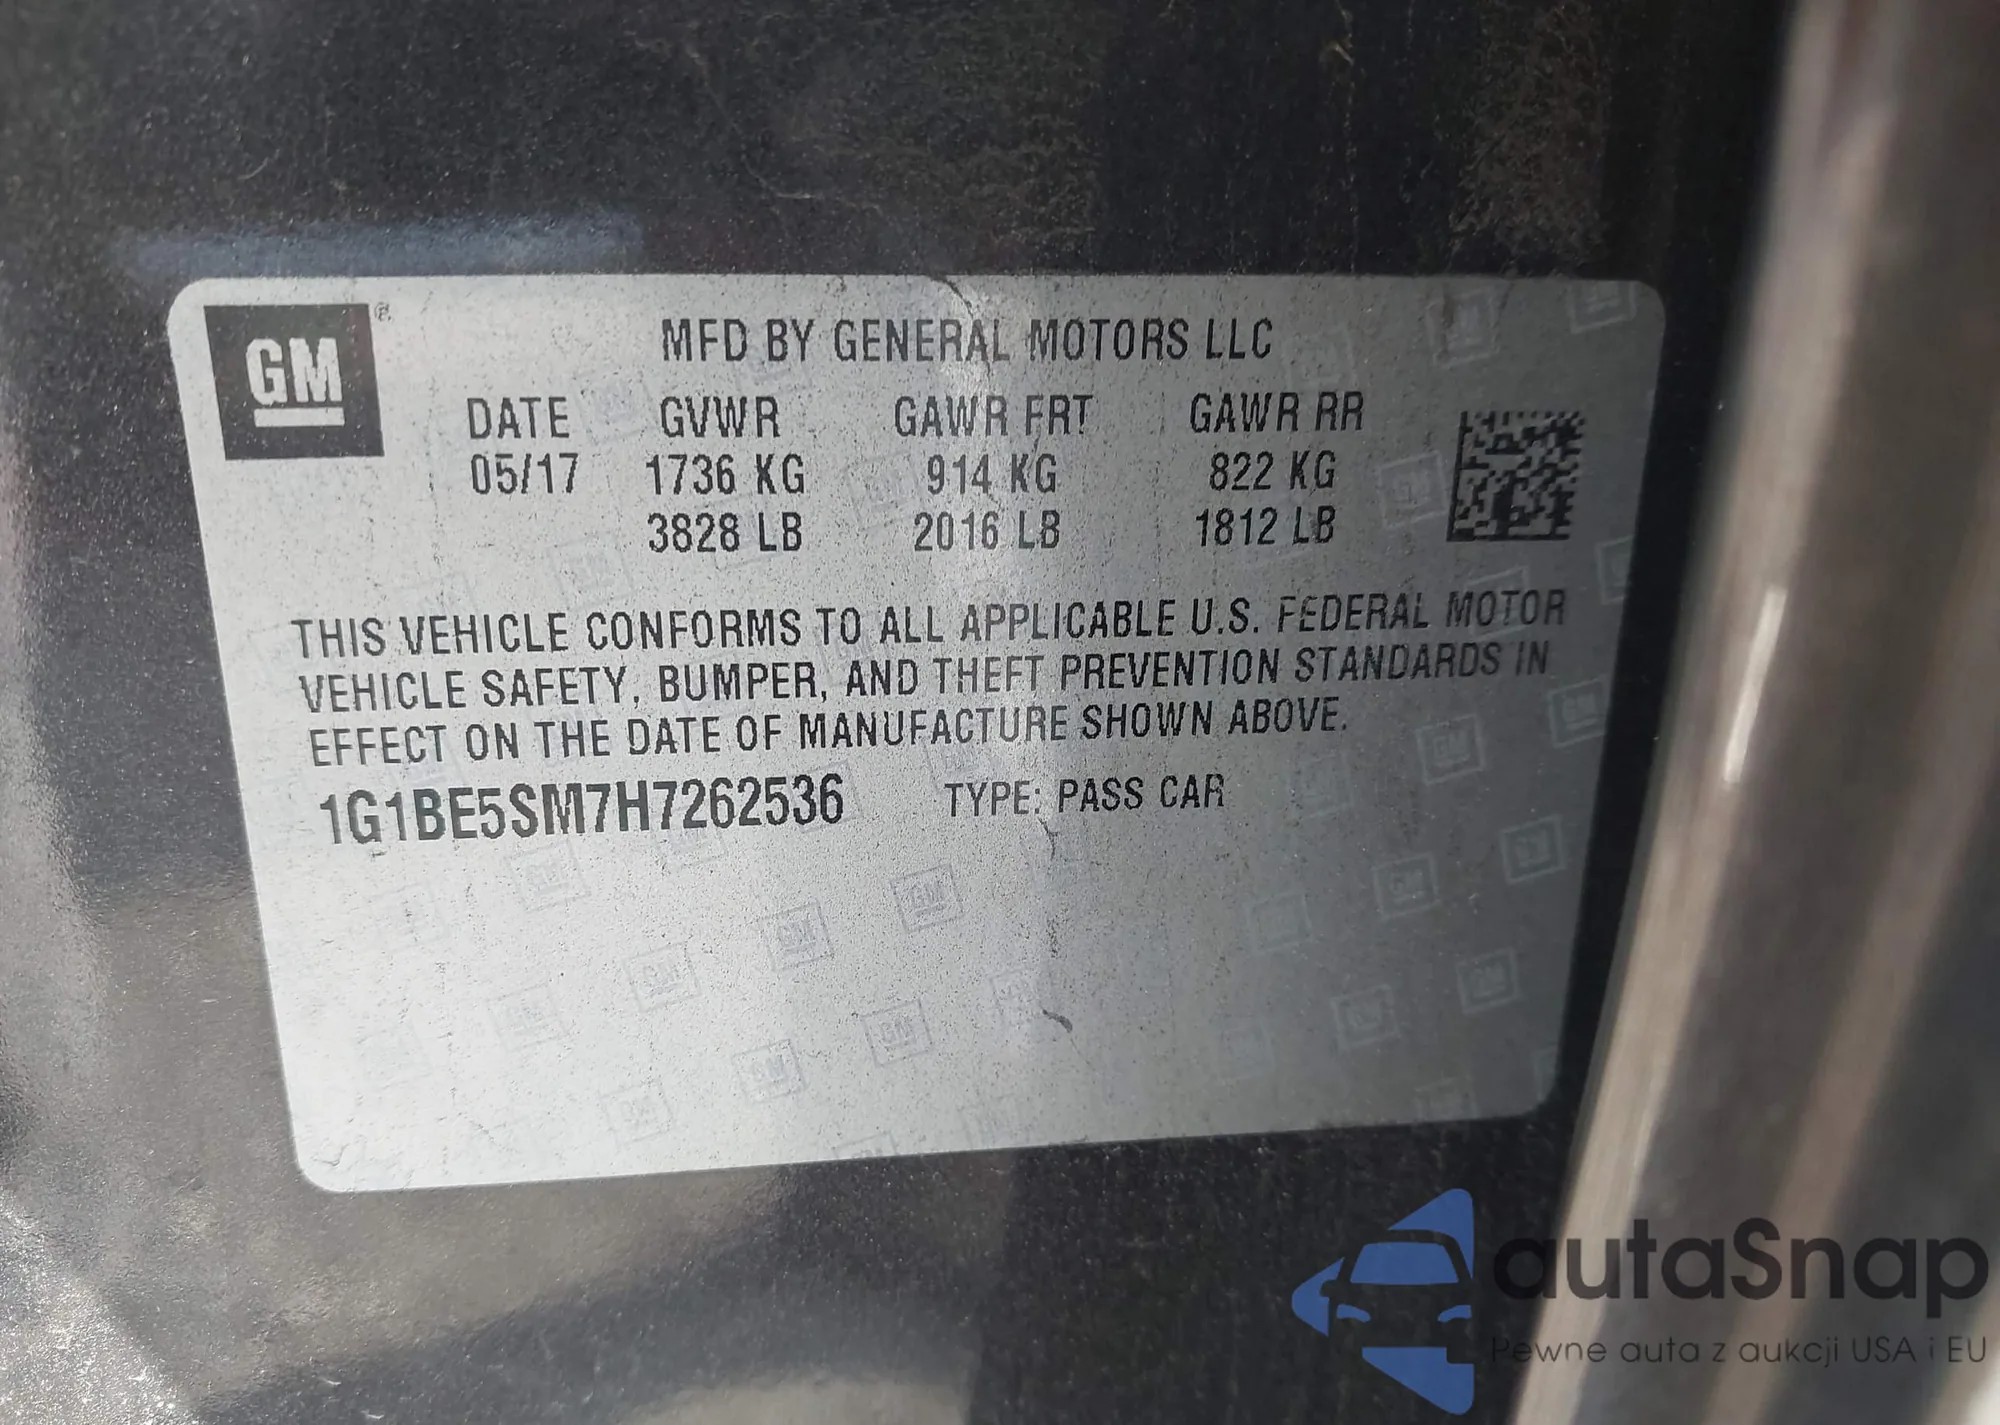 GM ®
MFD BY GENERAL MOTORS LLC
DATE GVWR GAWR FRT GAWR RR
05/17 1736 KG 914 KG 822 KG
3828 LB 2016 LB 1812 LB
THIS VEHICLE CONFORMS TO ALL APPLICABLE U.S. FEDERAL MOTOR
VEHICLE SAFETY, BUMPER, AND THEFT PREVENTION STANDARDS IN
EFFECT ON THE DATE OF MANUFACTURE SHOWN ABOVE.
1G1BE5SM7H7262536 TYPE: PASS CAR
autaSnap
Pewne auta z aukcji USA i EU